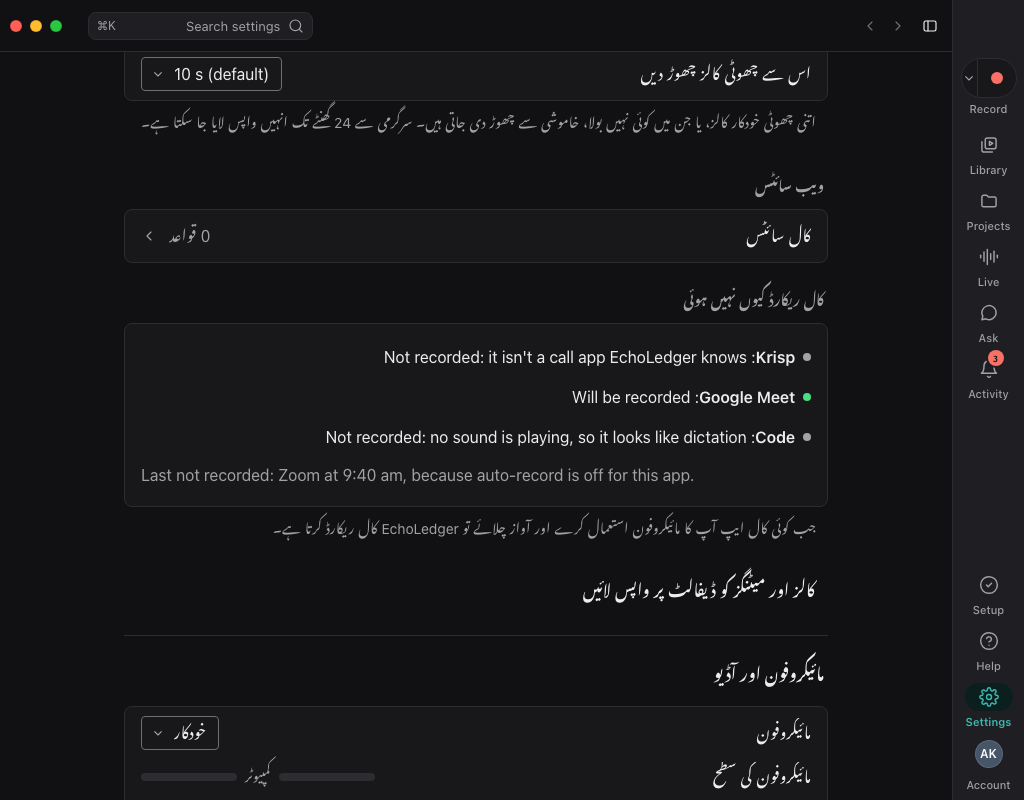 ⌘K
Search settings
اس سے چھوٹی کالز چھوڑ دیں
10 s (default)
اتنی چھوٹی خودکار کالز، یا جن میں کوئی نہیں بولا، خاموشی سے چھوڑ دی جاتی ہیں۔ سرگرمی سے 24 گھنٹے تک انہیں واپس لایا جا سکتا ہے۔
ویب سائٹس
کال سائٹس
0 قواعد
کال ریکارڈ کیوں نہیں ہوئی
Krisp: Not recorded: it isn't a call app EchoLedger knows
Google Meet: Will be recorded
Code: Not recorded: no sound is playing, so it looks like dictation
Last not recorded: Zoom at 9:40 am, because auto-record is off for this app.
جب کوئی کال ایپ آپ کا مائیکروفون استعمال کرے اور آواز چلائے تو EchoLedger کال ریکارڈ کرتا ہے۔
کالز اور میٹنگز کو ڈیفالٹ پر واپس لائیں
مائیکروفون اور آڈیو
مائیکروفون
خودکار
مائیکروفون کی سطح
کمپیوٹر
Record
Library
Projects
Live
Ask
3
Activity
Setup
Help
Settings
AK
Account